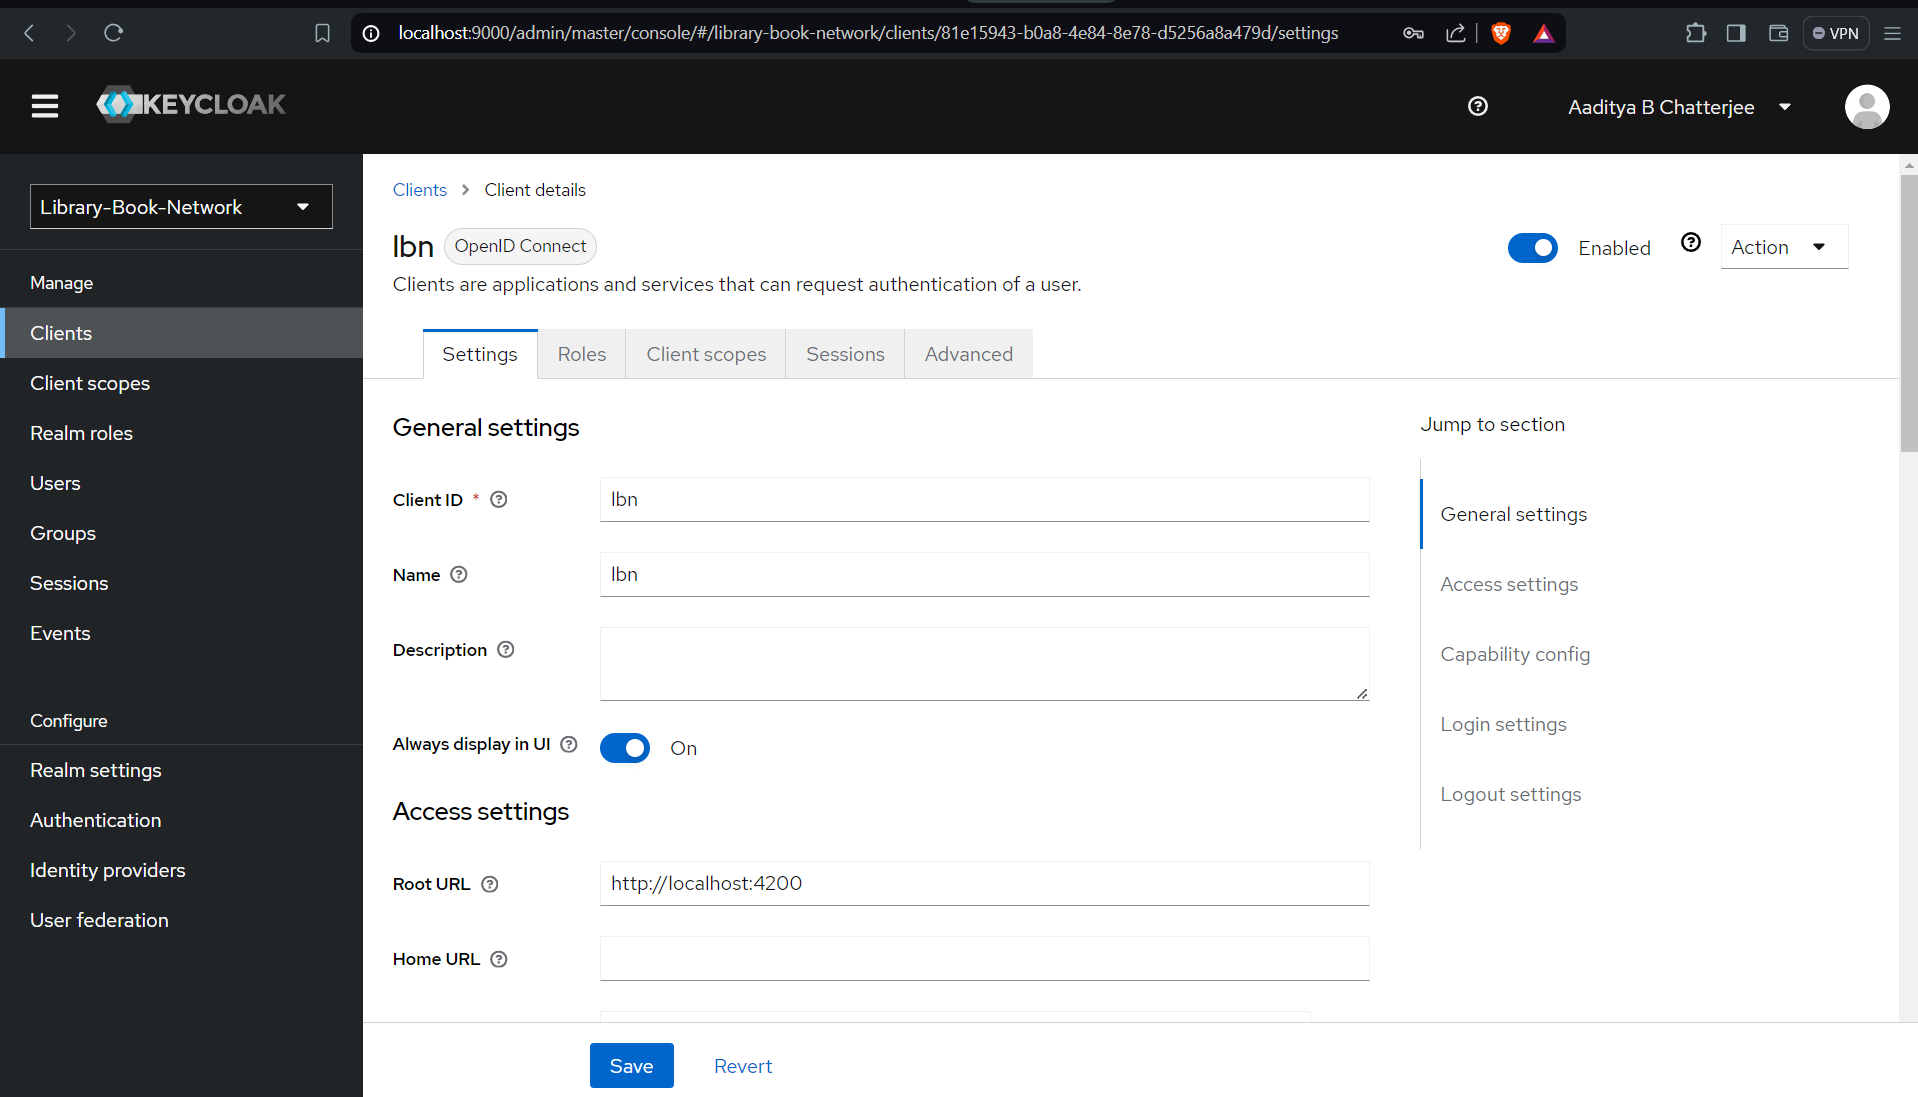 localhost:9000/admin/master/console/#/library-book-network/clients/81e15943-b0a8-4e84-8e78-d5256a8a479d/settings
VPN
KEYCLOAK
Aaditya B Chatterjee
Library-Book-Network
Manage
Clients
Client scopes
Realm roles
Users
Groups
Sessions
Events
Configure
Realm settings
Authentication
Identity providers
User federation
Clients > Client details
lbn OpenID Connect
Enabled
Action
Clients are applications and services that can request authentication of a user.
Settings Roles Client scopes Sessions Advanced
General settings
Client ID * lbn
Name lbn
Description
Always display in UI On
Access settings
Root URL http://localhost:4200
Home URL
Save Revert
Jump to section
General settings
Access settings
Capability config
Login settings
Logout settings